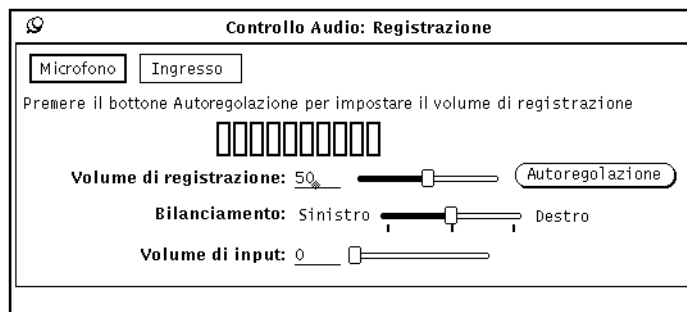 Controllo Audio: Registrazione
Microfono Ingresso
Premere il bottone Autoregolazione per impostare il volume di registrazione
Volume di registrazione: 50 Autoregolazione
Bilanciamento: Sinistro Destro
Volume di input: 0